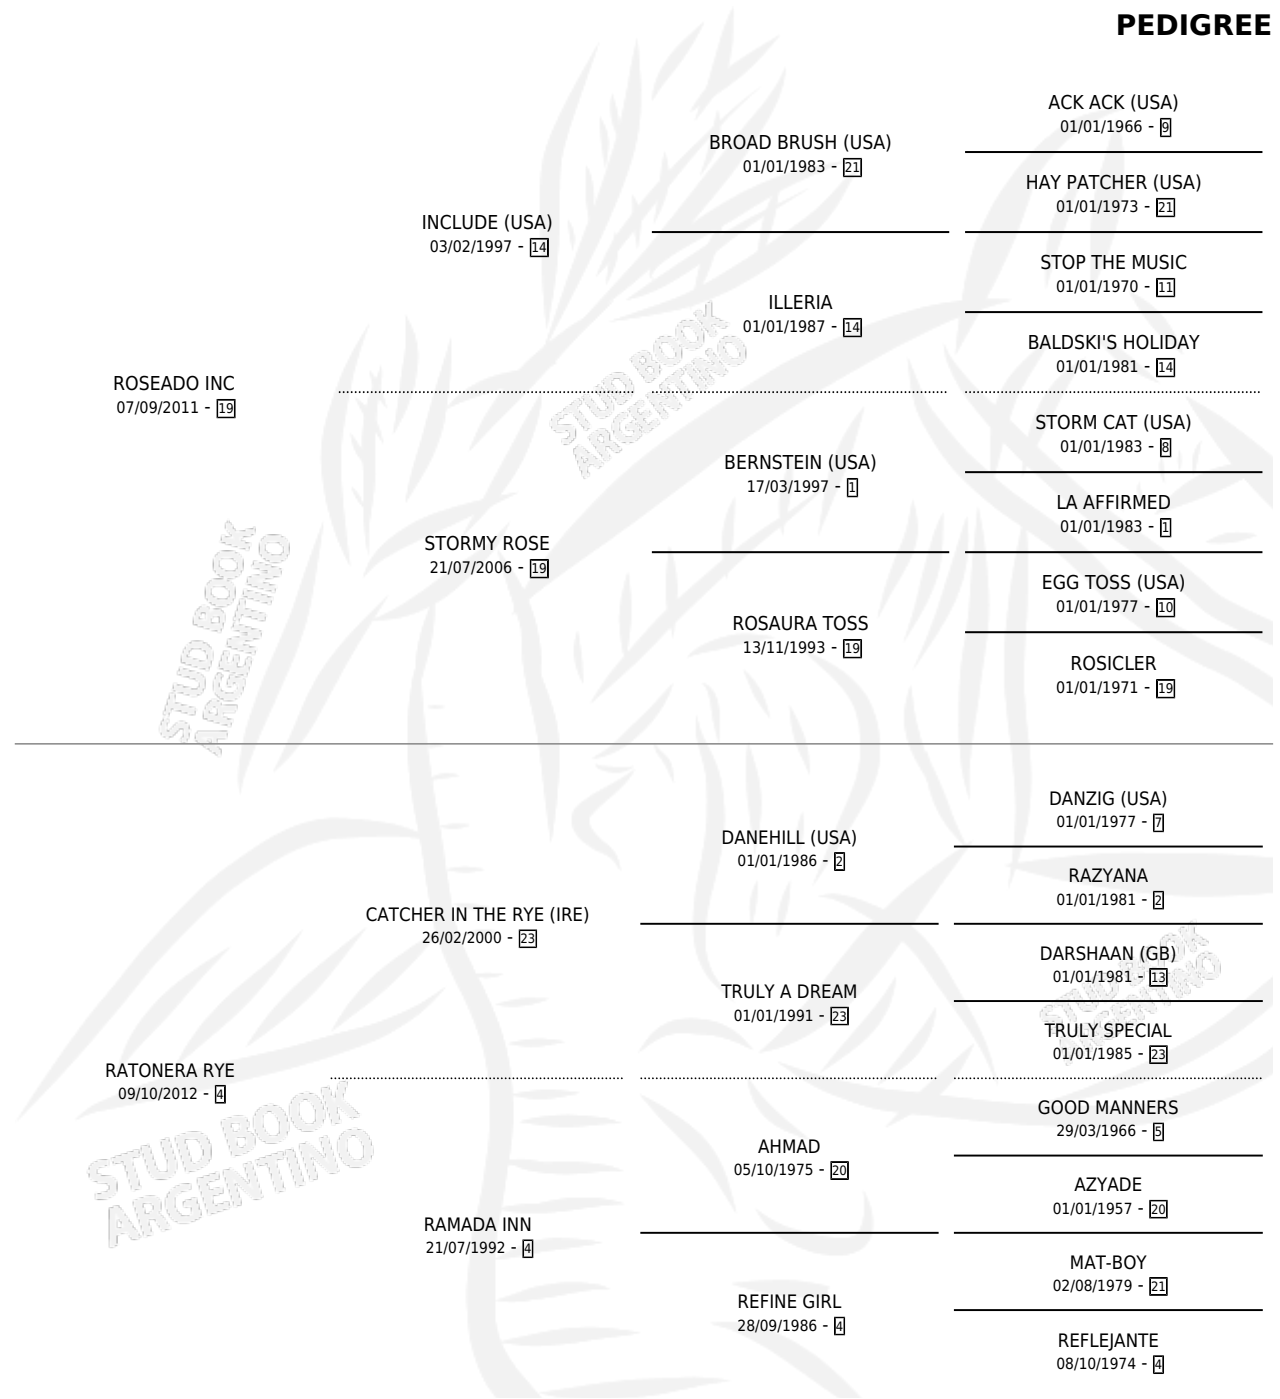 PEDIGREE
ACK ACK (USA)
01/01/1966 - 9
BROAD BRUSH (USA)
01/01/1983 - 21
HAY PATCHER (USA)
01/01/1973 - 21
INCLUDE (USA)
03/02/1997 - 14
STOP THE MUSIC
01/01/1970 - 11
ILLERIA
01/01/1987 - 14
BALDSKI'S HOLIDAY
01/01/1981 - 14
ROSEADO INC
07/09/2011 - 19
STORM CAT (USA)
01/01/1983 - 8
BERNSTEIN (USA)
17/03/1997 - 1
LA AFFIRMED
01/01/1983 - 1
STORMY ROSE
21/07/2006 - 19
EGG TOSS (USA)
01/01/1977 - 10
ROSAURA TOSS
13/11/1993 - 19
ROSICLER
01/01/1971 - 19
DANZIG (USA)
01/01/1977 - 7
DANEHILL (USA)
01/01/1986 - 2
RAZYANA
01/01/1981 - 2
CATCHER IN THE RYE (IRE)
26/02/2000 - 23
DARSHAAN (GB)
01/01/1981 - 13
TRULY A DREAM
01/01/1991 - 23
TRULY SPECIAL
01/01/1985 - 23
RATONERA RYE
09/10/2012 - 4
GOOD MANNERS
29/03/1966 - 5
AHMAD
05/10/1975 - 20
AZYADE
01/01/1957 - 20
RAMADA INN
21/07/1992 - 4
MAT-BOY
02/08/1979 - 21
REFINE GIRL
28/09/1986 - 4
REFLEJANTE
08/10/1974 - 4
STUD BOOK
ARGENTINO
STUD BOOK
ARGENTINO
STUD BOOK
ARGENTINO
STUD BOOK
ARGENTINO